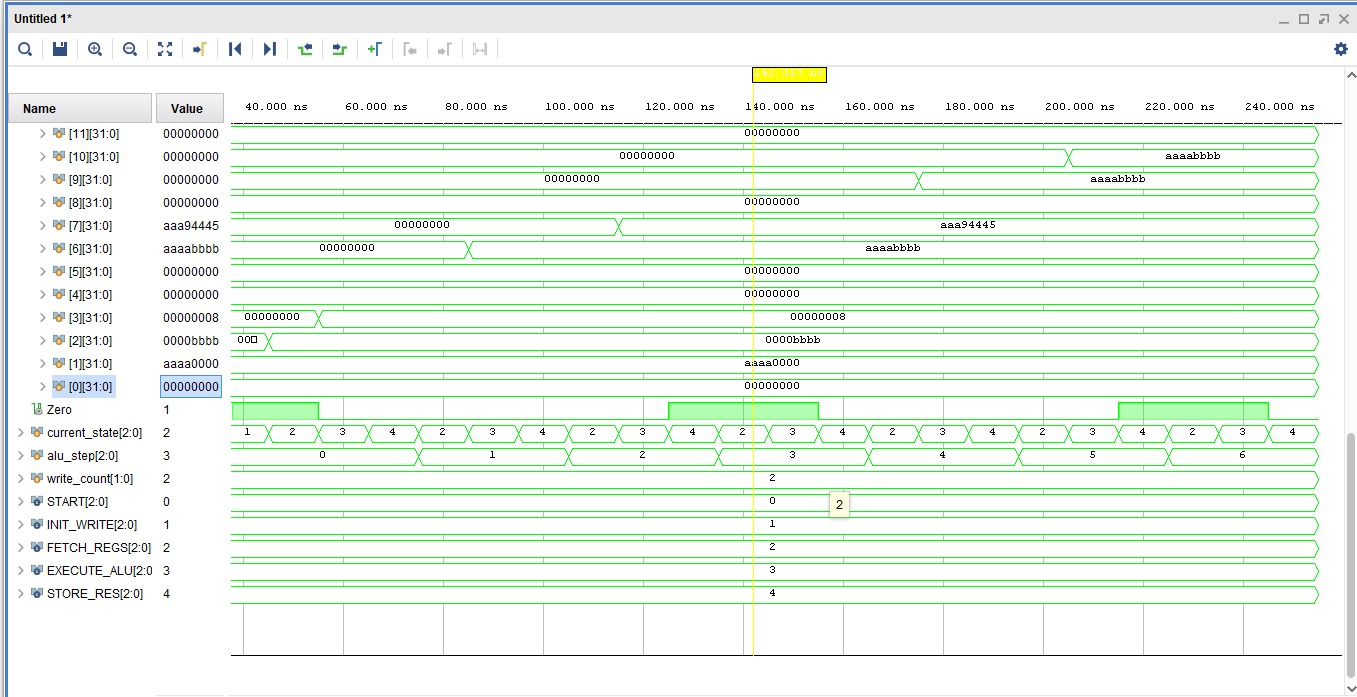 Untitled 1*
Name Value 40.000 ns 60.000 ns 80.000 ns 100.000 ns 120.000 ns 140.000 ns 160.000 ns 180.000 ns 200.000 ns 220.000 ns 240.000 ns
[11][31:0] 00000000 00000000
[10][31:0] 00000000 00000000 aaaabbbb
[9][31:0] 00000000 00000000 aaaabbbb
[8][31:0] 00000000 00000000
[7][31:0] aaa94445 00000000 aaa94445
[6][31:0] aaaabbbb 00000000 aaaabbbb
[5][31:0] 00000000 00000000
[4][31:0] 00000000 00000000
[3][31:0] 00000008 00000000 00000008
[2][31:0] 0000bbbb 00 0000bbbb
[1][31:0] aaaa0000 aaaa0000
[0][31:0] 00000000 00000000
Zero 1
current_state[2:0] 2 1 2 3 4 2 3 4 2 3 4 2 3 4 2 3 4 2 3 4 2 3 4
alu_step[2:0] 3 0 1 2 3 4 5 6
write_count[1:0] 2 2
START[2:0] 0 0 2
INIT_WRITE[2:0] 1 1
FETCH_REGS[2:0] 2 2
EXECUTE_ALU[2:0 3 3
STORE_RES[2:0] 4 4